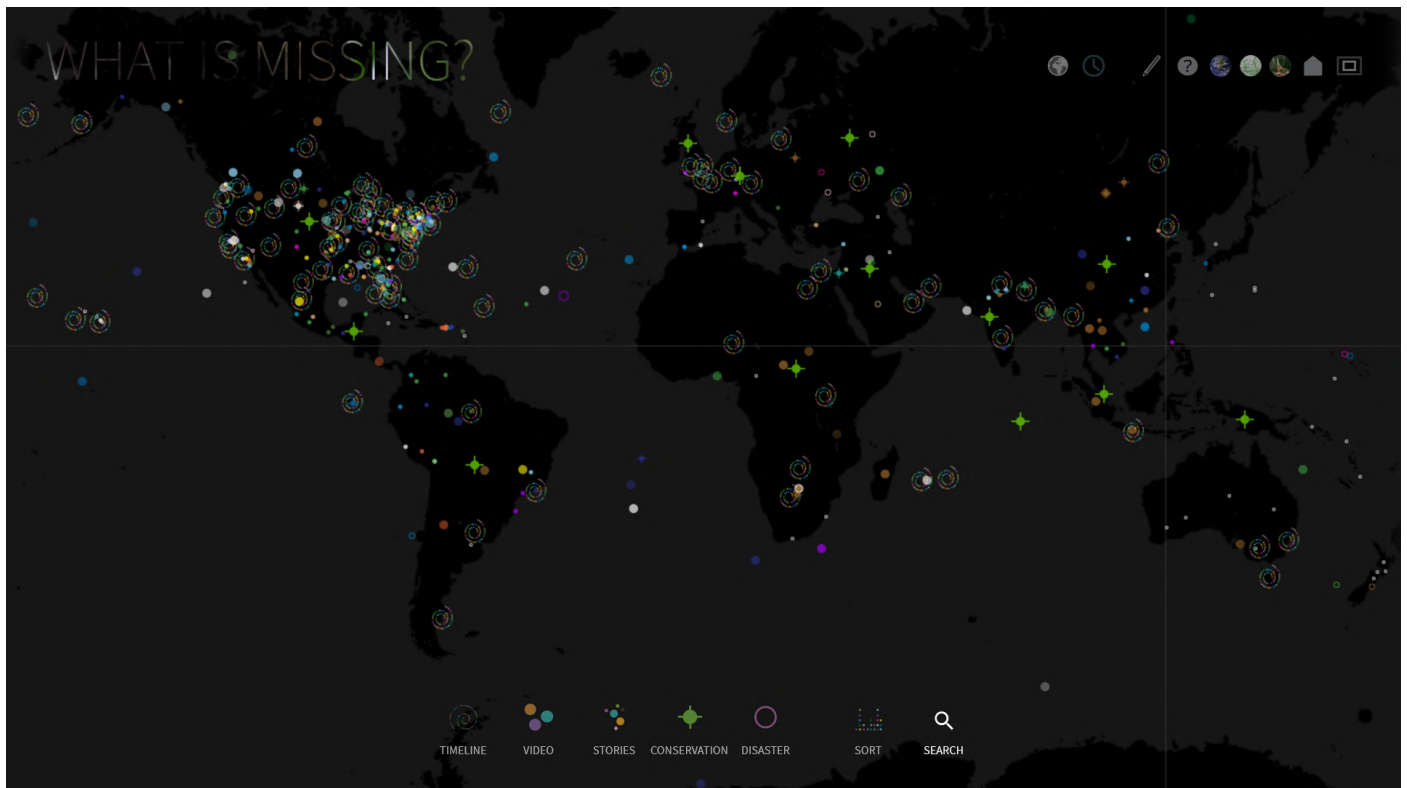 WHAT IS MISSING?
?
TIMELINE
VIDEO
STORIES
CONSERVATION
DISASTER
SORT
SEARCH